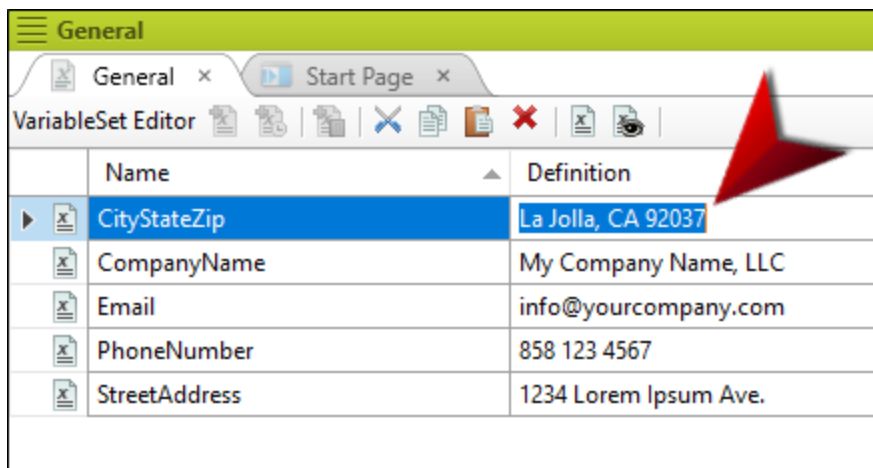 General
General × Start Page ×
VariableSet Editor
Name Definition
CityStateZip La Jolla, CA 92037
CompanyName My Company Name, LLC
Email info@yourcompany.com
PhoneNumber 858 123 4567
StreetAddress 1234 Lorem Ipsum Ave.